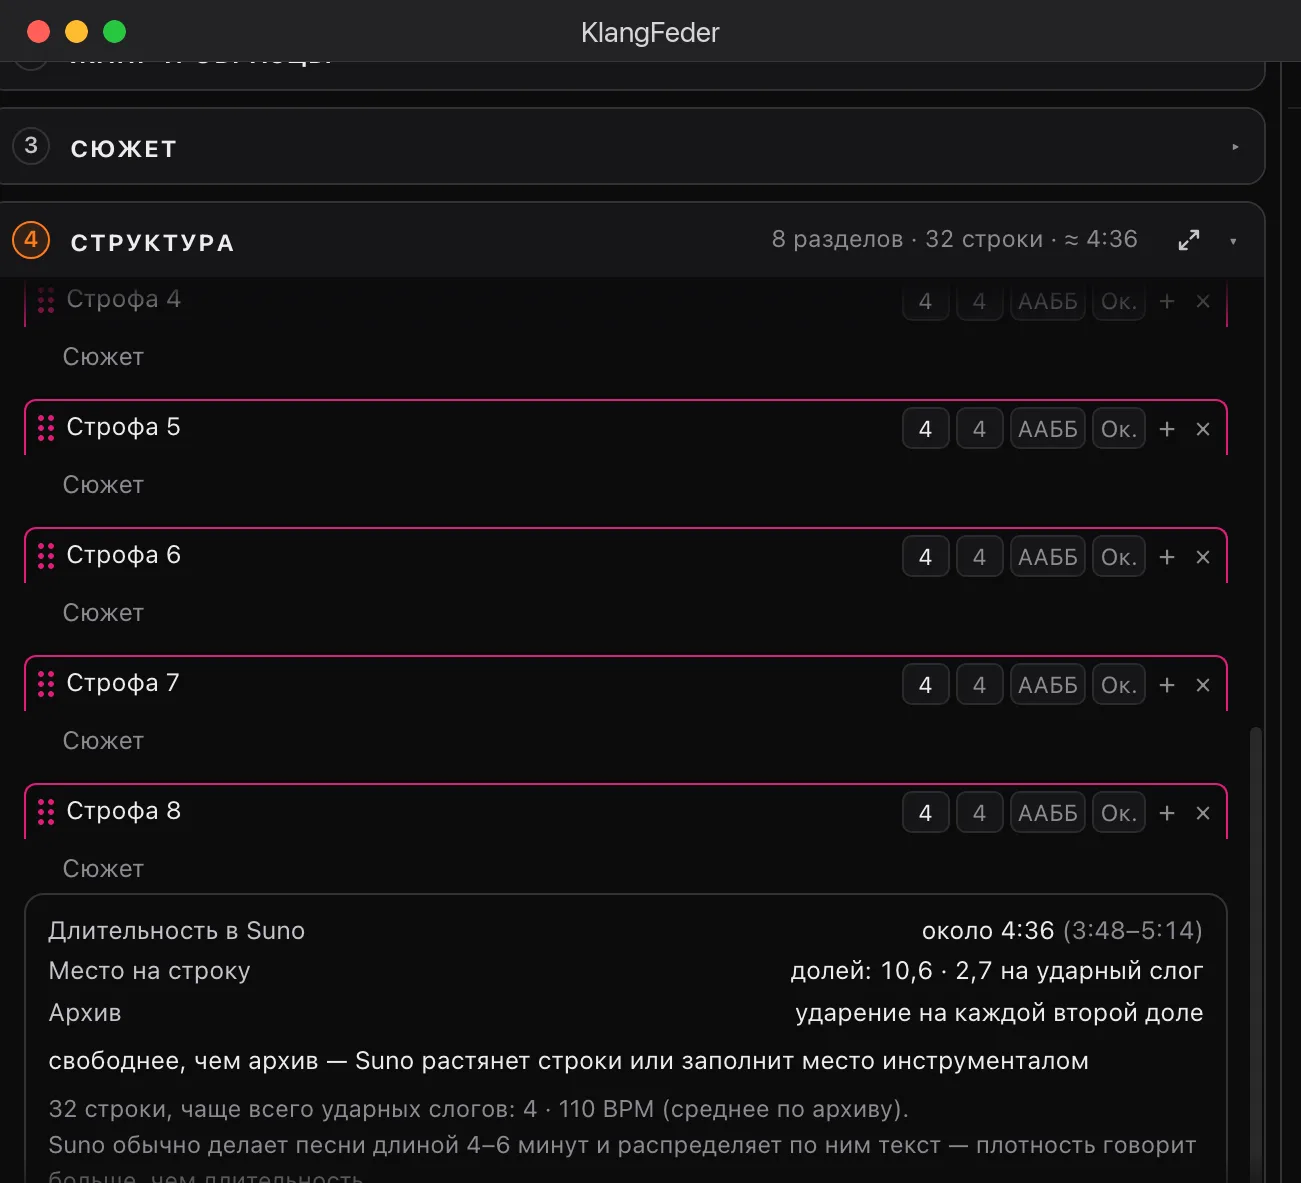 KlangFeder
3 СЮЖЕТ
4 СТРУКТУРА 8 разделов · 32 строки · ≈ 4:36
Строфа 4 4 4 ААББ Ок. + ×
Сюжет
Строфа 5 4 4 ААББ Ок. + ×
Сюжет
Строфа 6 4 4 ААББ Ок. + ×
Сюжет
Строфа 7 4 4 ААББ Ок. + ×
Сюжет
Строфа 8 4 4 ААББ Ок. + ×
Сюжет
Длительность в Suno около 4:36 (3:48–5:14)
Место на строку долей: 10,6 · 2,7 на ударный слог
Архив ударение на каждой второй доле
свободнее, чем архив — Suno растянет строки или заполнит место инструменталом
32 строки, чаще всего ударных слогов: 4 · 110 BPM (среднее по архиву).
Suno обычно делает песни длиной 4–6 минут и распределяет по ним текст — плотность говорит
больше, чем длительность.